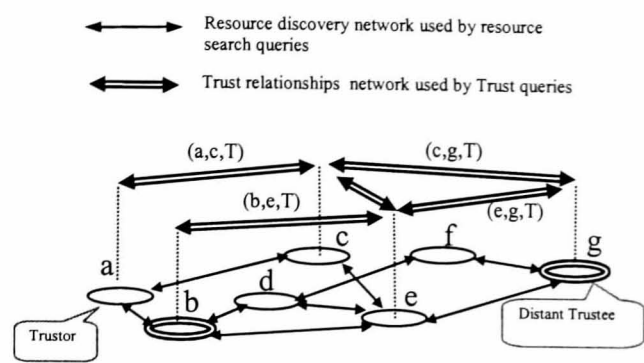 Resource discovery network used by resource
search queries
Trust relationships network used by Trust queries
(a,c,T)
(c,g,T)
(b,e,T)
(e,g,T)
c
f
g
a
d
b
e
Trustor
Distant Trustee